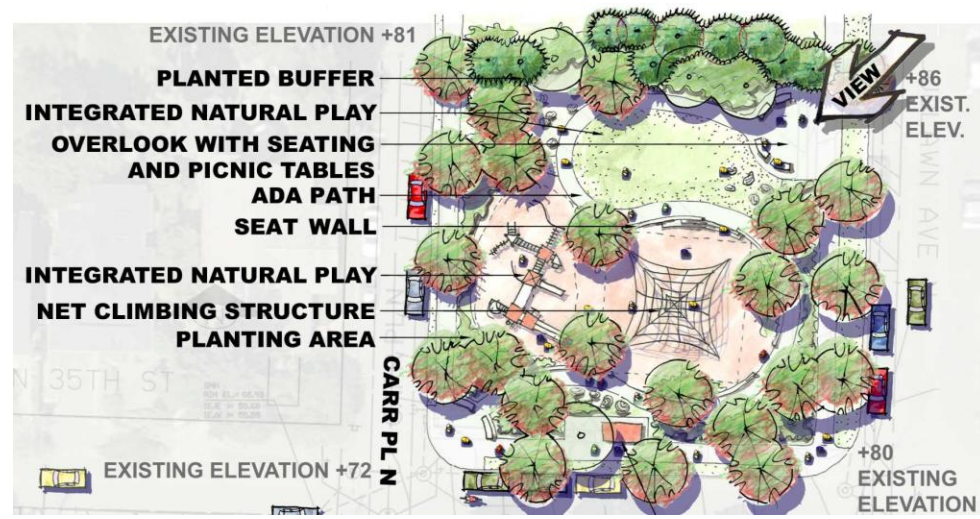 EXISTING ELEVATION +81
PLANTED BUFFER
INTEGRATED NATURAL PLAY
OVERLOOK WITH SEATING
AND PICNIC TABLES
ADA PATH
SEAT WALL
INTEGRATED NATURAL PLAY
NET CLIMBING STRUCTURE
PLANTING AREA
N 35TH ST
CARR PL N
EXISTING ELEVATION +72
VIEW
+86
EXIST.
ELEV.
AWN AVE
+80
EXISTING
ELEVATION